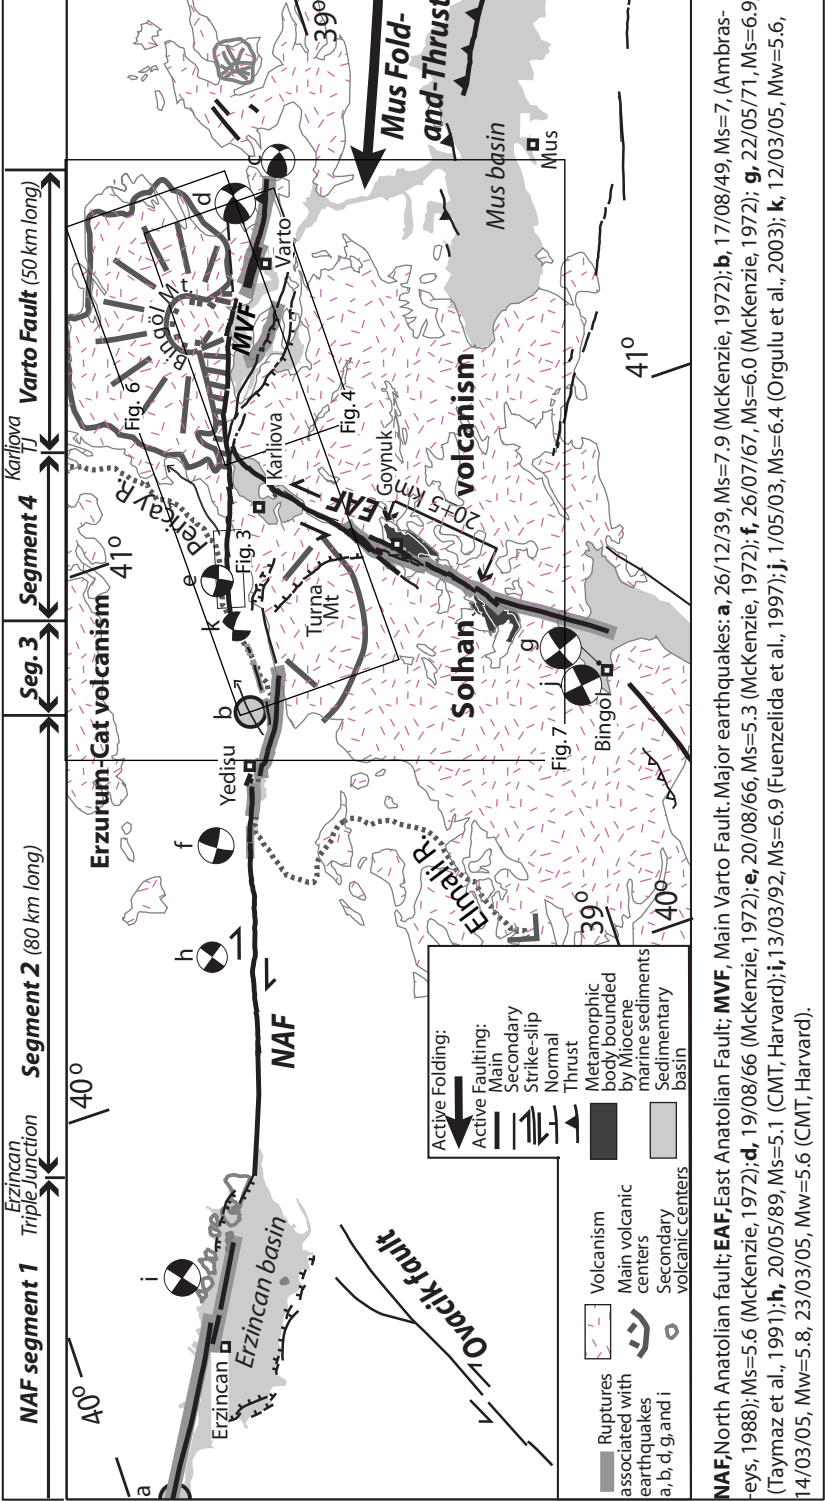 NAF segment 1
Erzincan
Triple Junction
Segment 2 (80 km long)
Seg. 3
Segment 4
Karliova
TJ
Varto Fault (50 km long)
40°
40°
41°
39°
Erzurum-Cat volcanism
Periçay R.
Bingöl Mt.
Fig. 6
a
i
h
f
b
k
e
d
c
Erzincan
Erzincan basin
NAF
Yedisu
Fig. 3
Karliova
MVF
Varto
Fig. 4
Mus Fold-
and-Thrust
Turna
Mt
EAF
Goynuk
20±5 km
Solhan
volcanism
Mus basin
Mus
Ovacik fault
Elmali R.
g
j
Bingol
Fig. 7
39°
40°
41°
Active Folding:
Active Faulting:
Main
Secondary
Strike-slip
Normal
Thrust
Metamorphic
body bounded
by Miocene
marine sediments
Sedimentary
basin
Ruptures
associated with
earthquakes
a, b, d, g, and i
Volcanism
Main volcanic
centers
Secondary
volcanic centers
NAF,North Anatolian fault; EAF,East Anatolian Fault; MVF, Main Varto Fault. Major earthquakes: a, 26/12/39, Ms=7.9 (McKenzie, 1972); b, 17/08/49, Ms=7, (Ambras-
-eys, 1988); Ms=5.6 (McKenzie, 1972); d, 19/08/66 (McKenzie, 1972); e, 20/08/66, Ms=5.3 (McKenzie, 1972); f, 26/07/67, Ms=6.0 (McKenzie, 1972); g, 22/05/71, Ms=6.9,
(Taymaz et al., 1991); h, 20/05/89, Ms=5.1 (CMT, Harvard); i, 13/03/92, Ms=6.9 (Fuenzelida et al., 1997); j, 1/05/03, Ms=6.4 (Orgulu et al., 2003); k, 12/03/05, Mw=5.6,
14/03/05, Mw=5.8, 23/03/05, Mw=5.6 (CMT, Harvard).